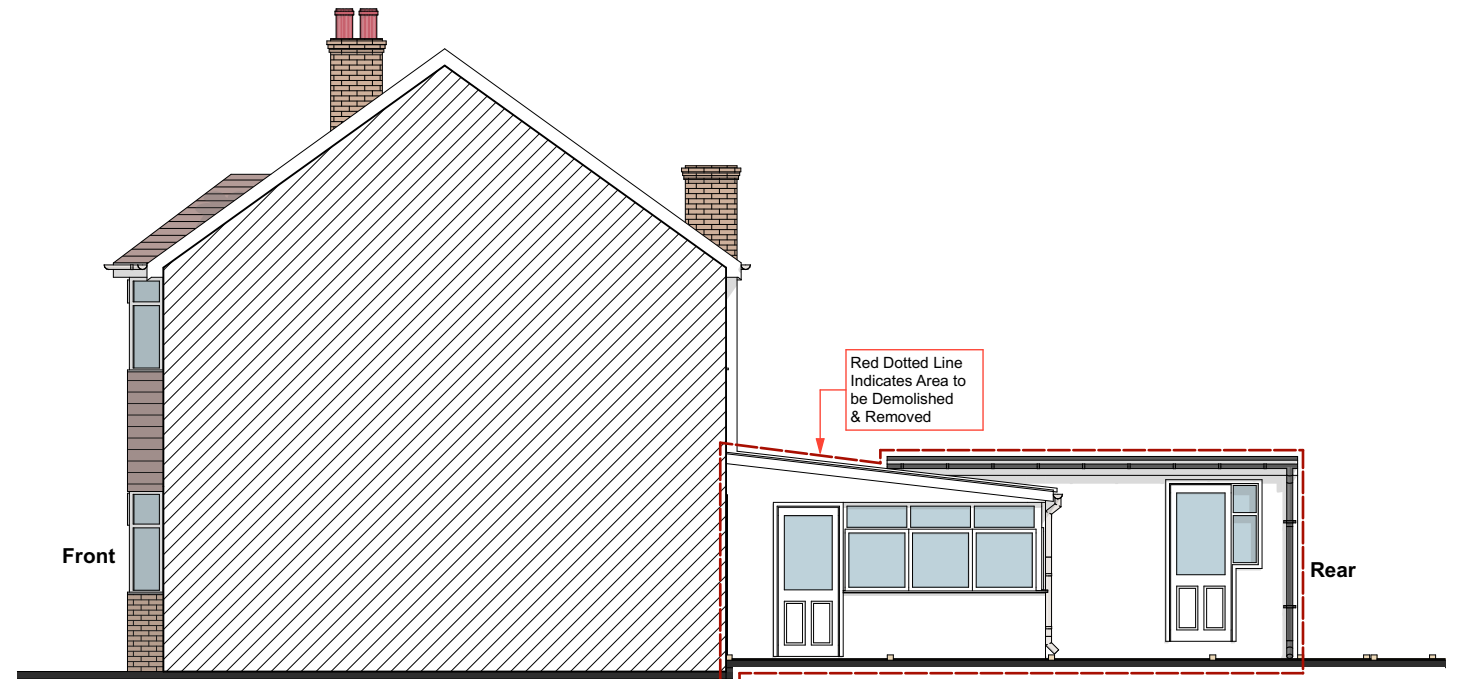 Red Dotted Line
Indicates Area to
be Demolished
& Removed
Front
Rear